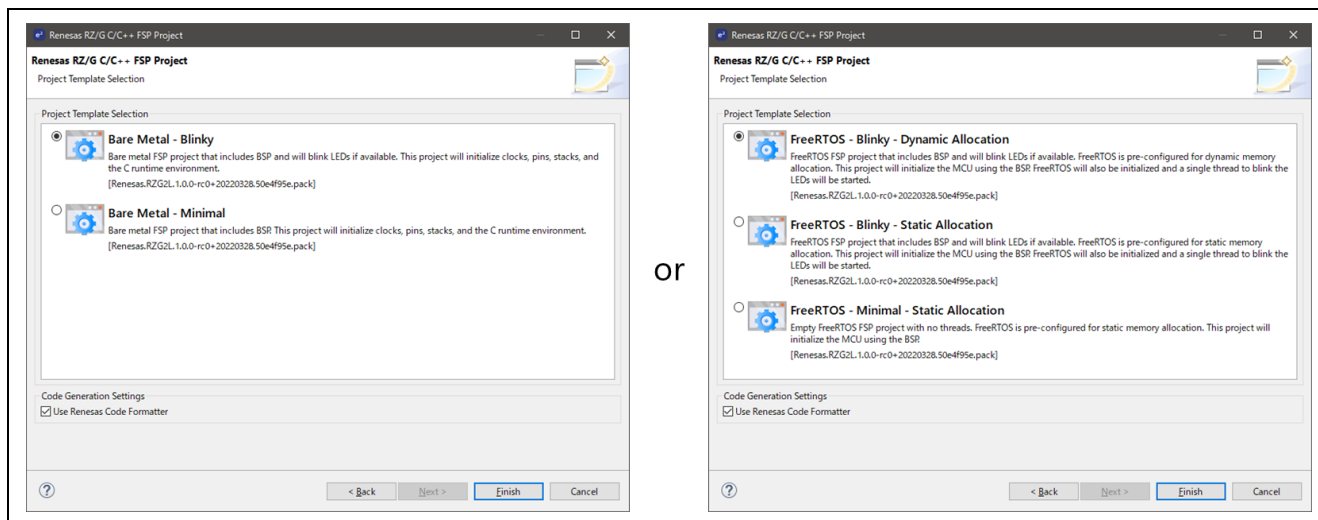 Renesas RZ/G C/C++ FSP Project
Renesas RZ/G C/C++ FSP Project
Project Template Selection
Project Template Selection
Bare Metal - Blinky
Bare metal FSP project that includes BSP and will blink LEDs if available. This project will initialize clocks, pins, stacks, and
the C runtime environment.
[Renesas.RZG2L.1.0.0-rc0+20220328.50e4f95e.pack]
Bare Metal - Minimal
Bare metal FSP project that includes BSP. This project will initialize clocks, pins, stacks, and the C runtime environment.
[Renesas.RZG2L.1.0.0-rc0+20220328.50e4f95e.pack]
Code Generation Settings
Use Renesas Code Formatter
? < Back Next > Finish Cancel
or
Renesas RZ/G C/C++ FSP Project
Renesas RZ/G C/C++ FSP Project
Project Template Selection
Project Template Selection
FreeRTOS - Blinky - Dynamic Allocation
FreeRTOS FSP project that includes BSP and will blink LEDs if available. FreeRTOS is pre-configured for dynamic memory
allocation. This project will initialize the MCU using the BSP. FreeRTOS will also be initialized and a single thread to blink the
LEDs will be started.
[Renesas.RZG2L.1.0.0-rc0+20220328.50e4f95e.pack]
FreeRTOS - Blinky - Static Allocation
FreeRTOS FSP project that includes BSP and will blink LEDs if available. FreeRTOS is pre-configured for static memory
allocation. This project will initialize the MCU using the BSP. FreeRTOS will also be initialized and a single thread to blink the
LEDs will be started.
[Renesas.RZG2L.1.0.0-rc0+20220328.50e4f95e.pack]
FreeRTOS - Minimal - Static Allocation
Empty FreeRTOS FSP project with no threads. FreeRTOS is pre-configured for static memory allocation. This project will
initialize the MCU using the BSP.
[Renesas.RZG2L.1.0.0-rc0+20220328.50e4f95e.pack]
Code Generation Settings
Use Renesas Code Formatter
? < Back Next > Finish Cancel